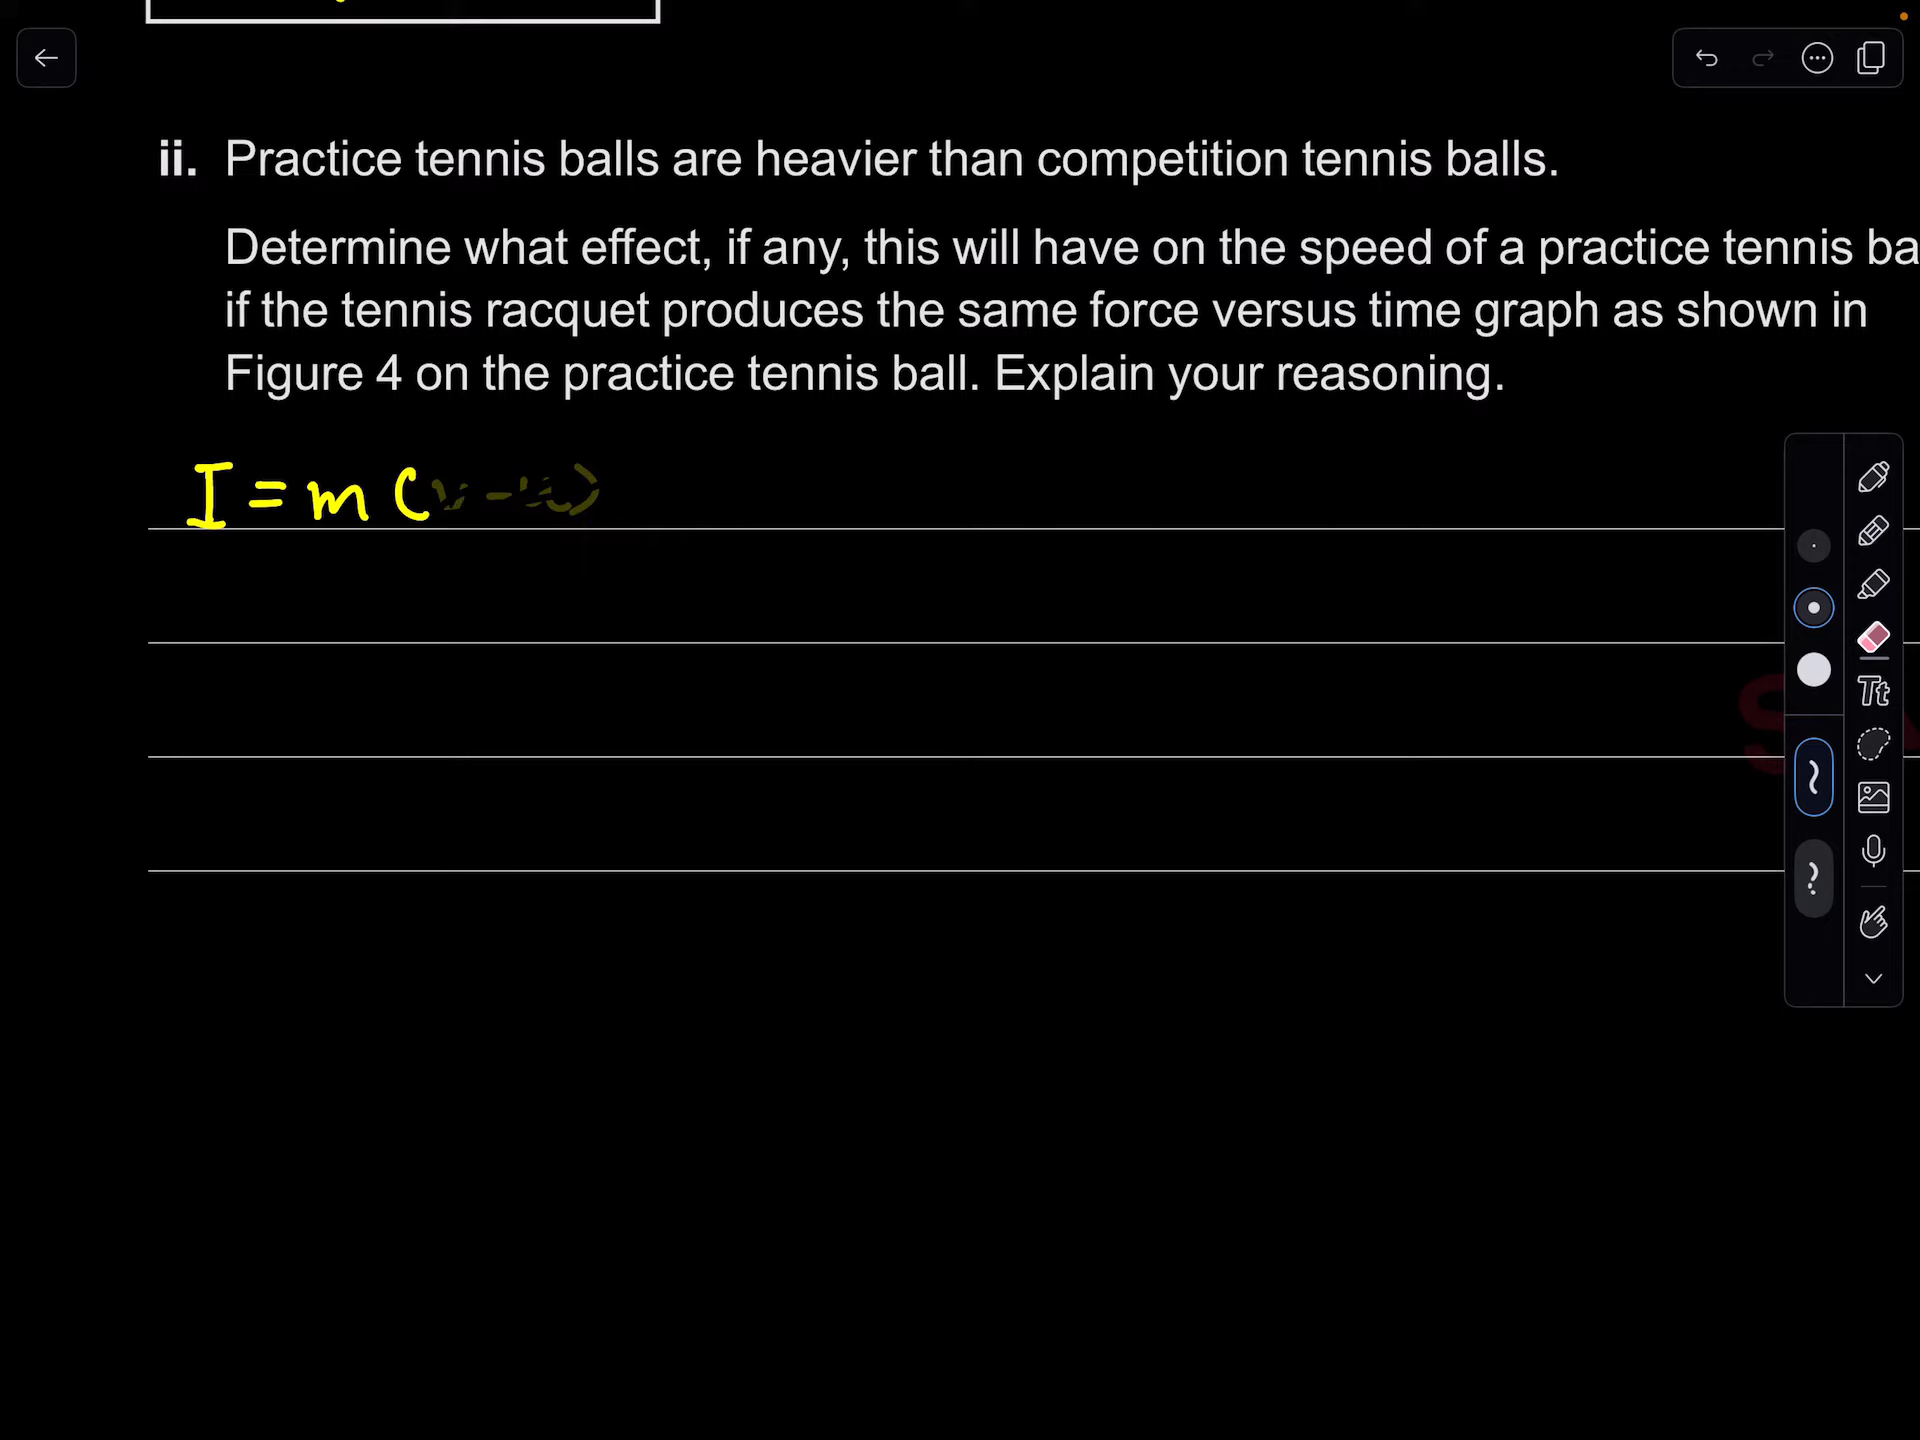 ii. Practice tennis balls are heavier than competition tennis balls.
Determine what effect, if any, this will have on the speed of a practice tennis ba
if the tennis racquet produces the same force versus time graph as shown in
Figure 4 on the practice tennis ball. Explain your reasoning.
I = m (
Tt